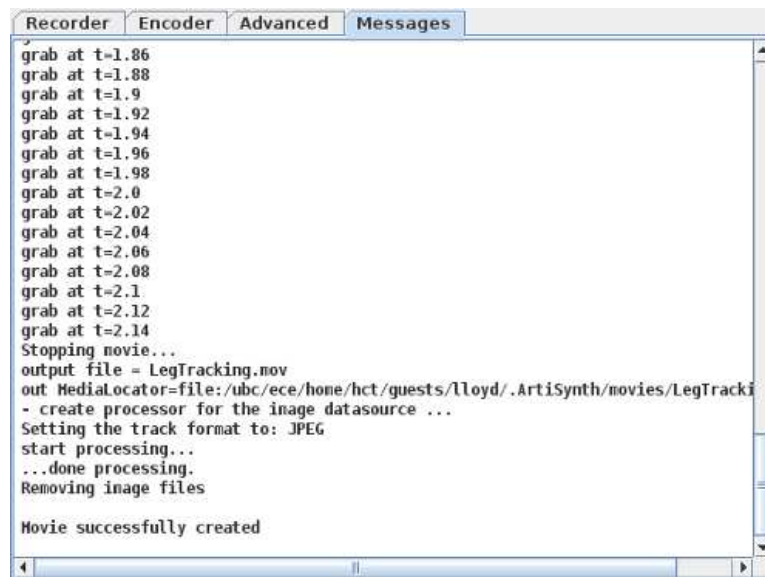 Recorder Encoder Advanced Messages
grab at t=1.86
grab at t=1.88
grab at t=1.9
grab at t=1.92
grab at t=1.94
grab at t=1.96
grab at t=1.98
grab at t=2.0
grab at t=2.02
grab at t=2.04
grab at t=2.06
grab at t=2.08
grab at t=2.1
grab at t=2.12
grab at t=2.14
Stopping movie...
output file = LegTracking.mov
out MediaLocator=file:/ubc/ece/home/hct/guests/lloyd/.ArtiSynth/movies/LegTracki
- create processor for the image datasource ...
Setting the track format to: JPEG
start processing...
...done processing.
Removing image files
Movie successfully created